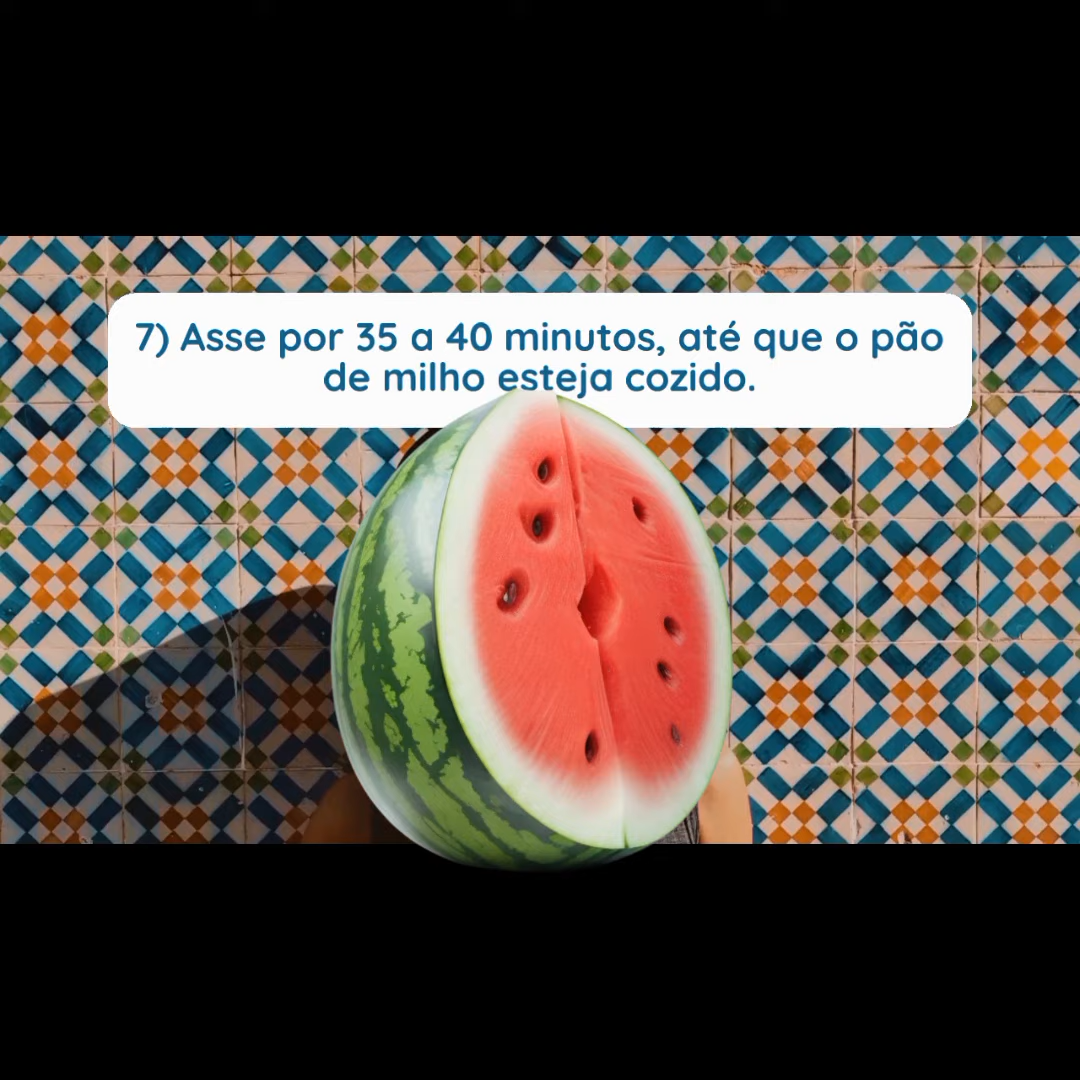 7) Asse por 35 a 40 minutos, até que o pão
de milho esteja cozido.